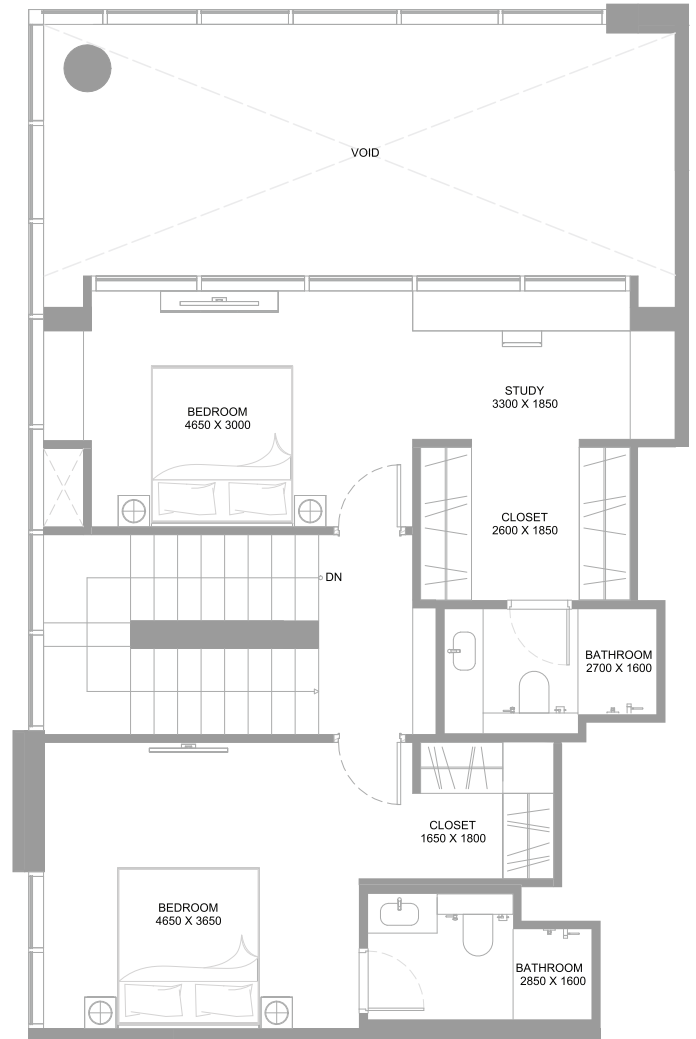 VOID
BEDROOM
4650 X 3000
STUDY
3300 X 1850
CLOSET
2600 X 1850
DN
BATHROOM
2700 X 1600
CLOSET
1650 X 1800
BEDROOM
4650 X 3650
BATHROOM
2850 X 1600